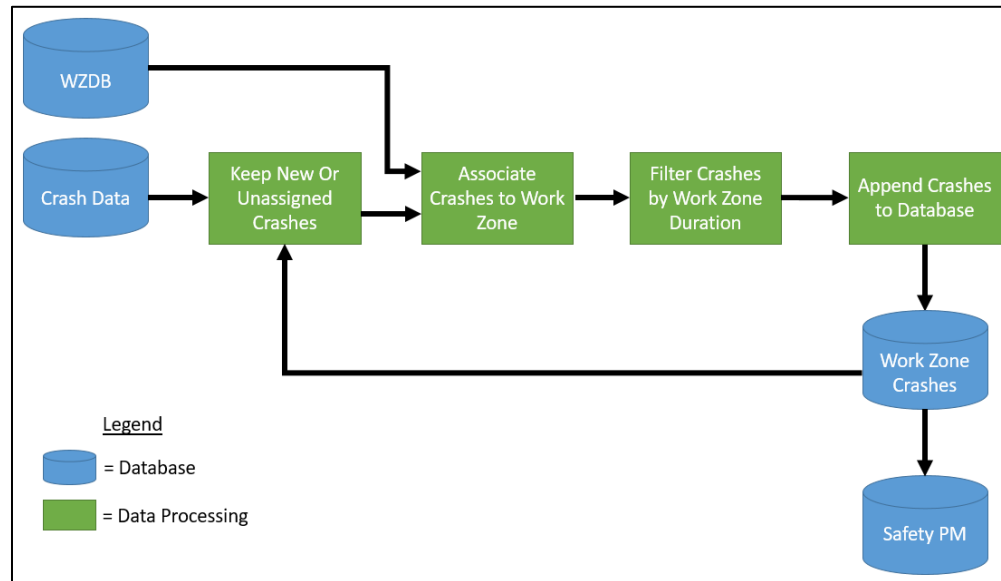 WZDB
Crash Data
Keep New Or
Unassigned
Crashes
Associate
Crashes to Work
Zone
Filter Crashes
by Work Zone
Duration
Append Crashes
to Database
Work Zone
Crashes
Legend
= Database
= Data Processing
Safety PM